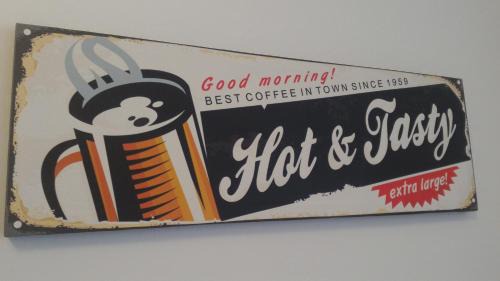 Good morning!
BEST COFFEE IN TOWN SINCE 1959
Hot & Tasty
extra large!